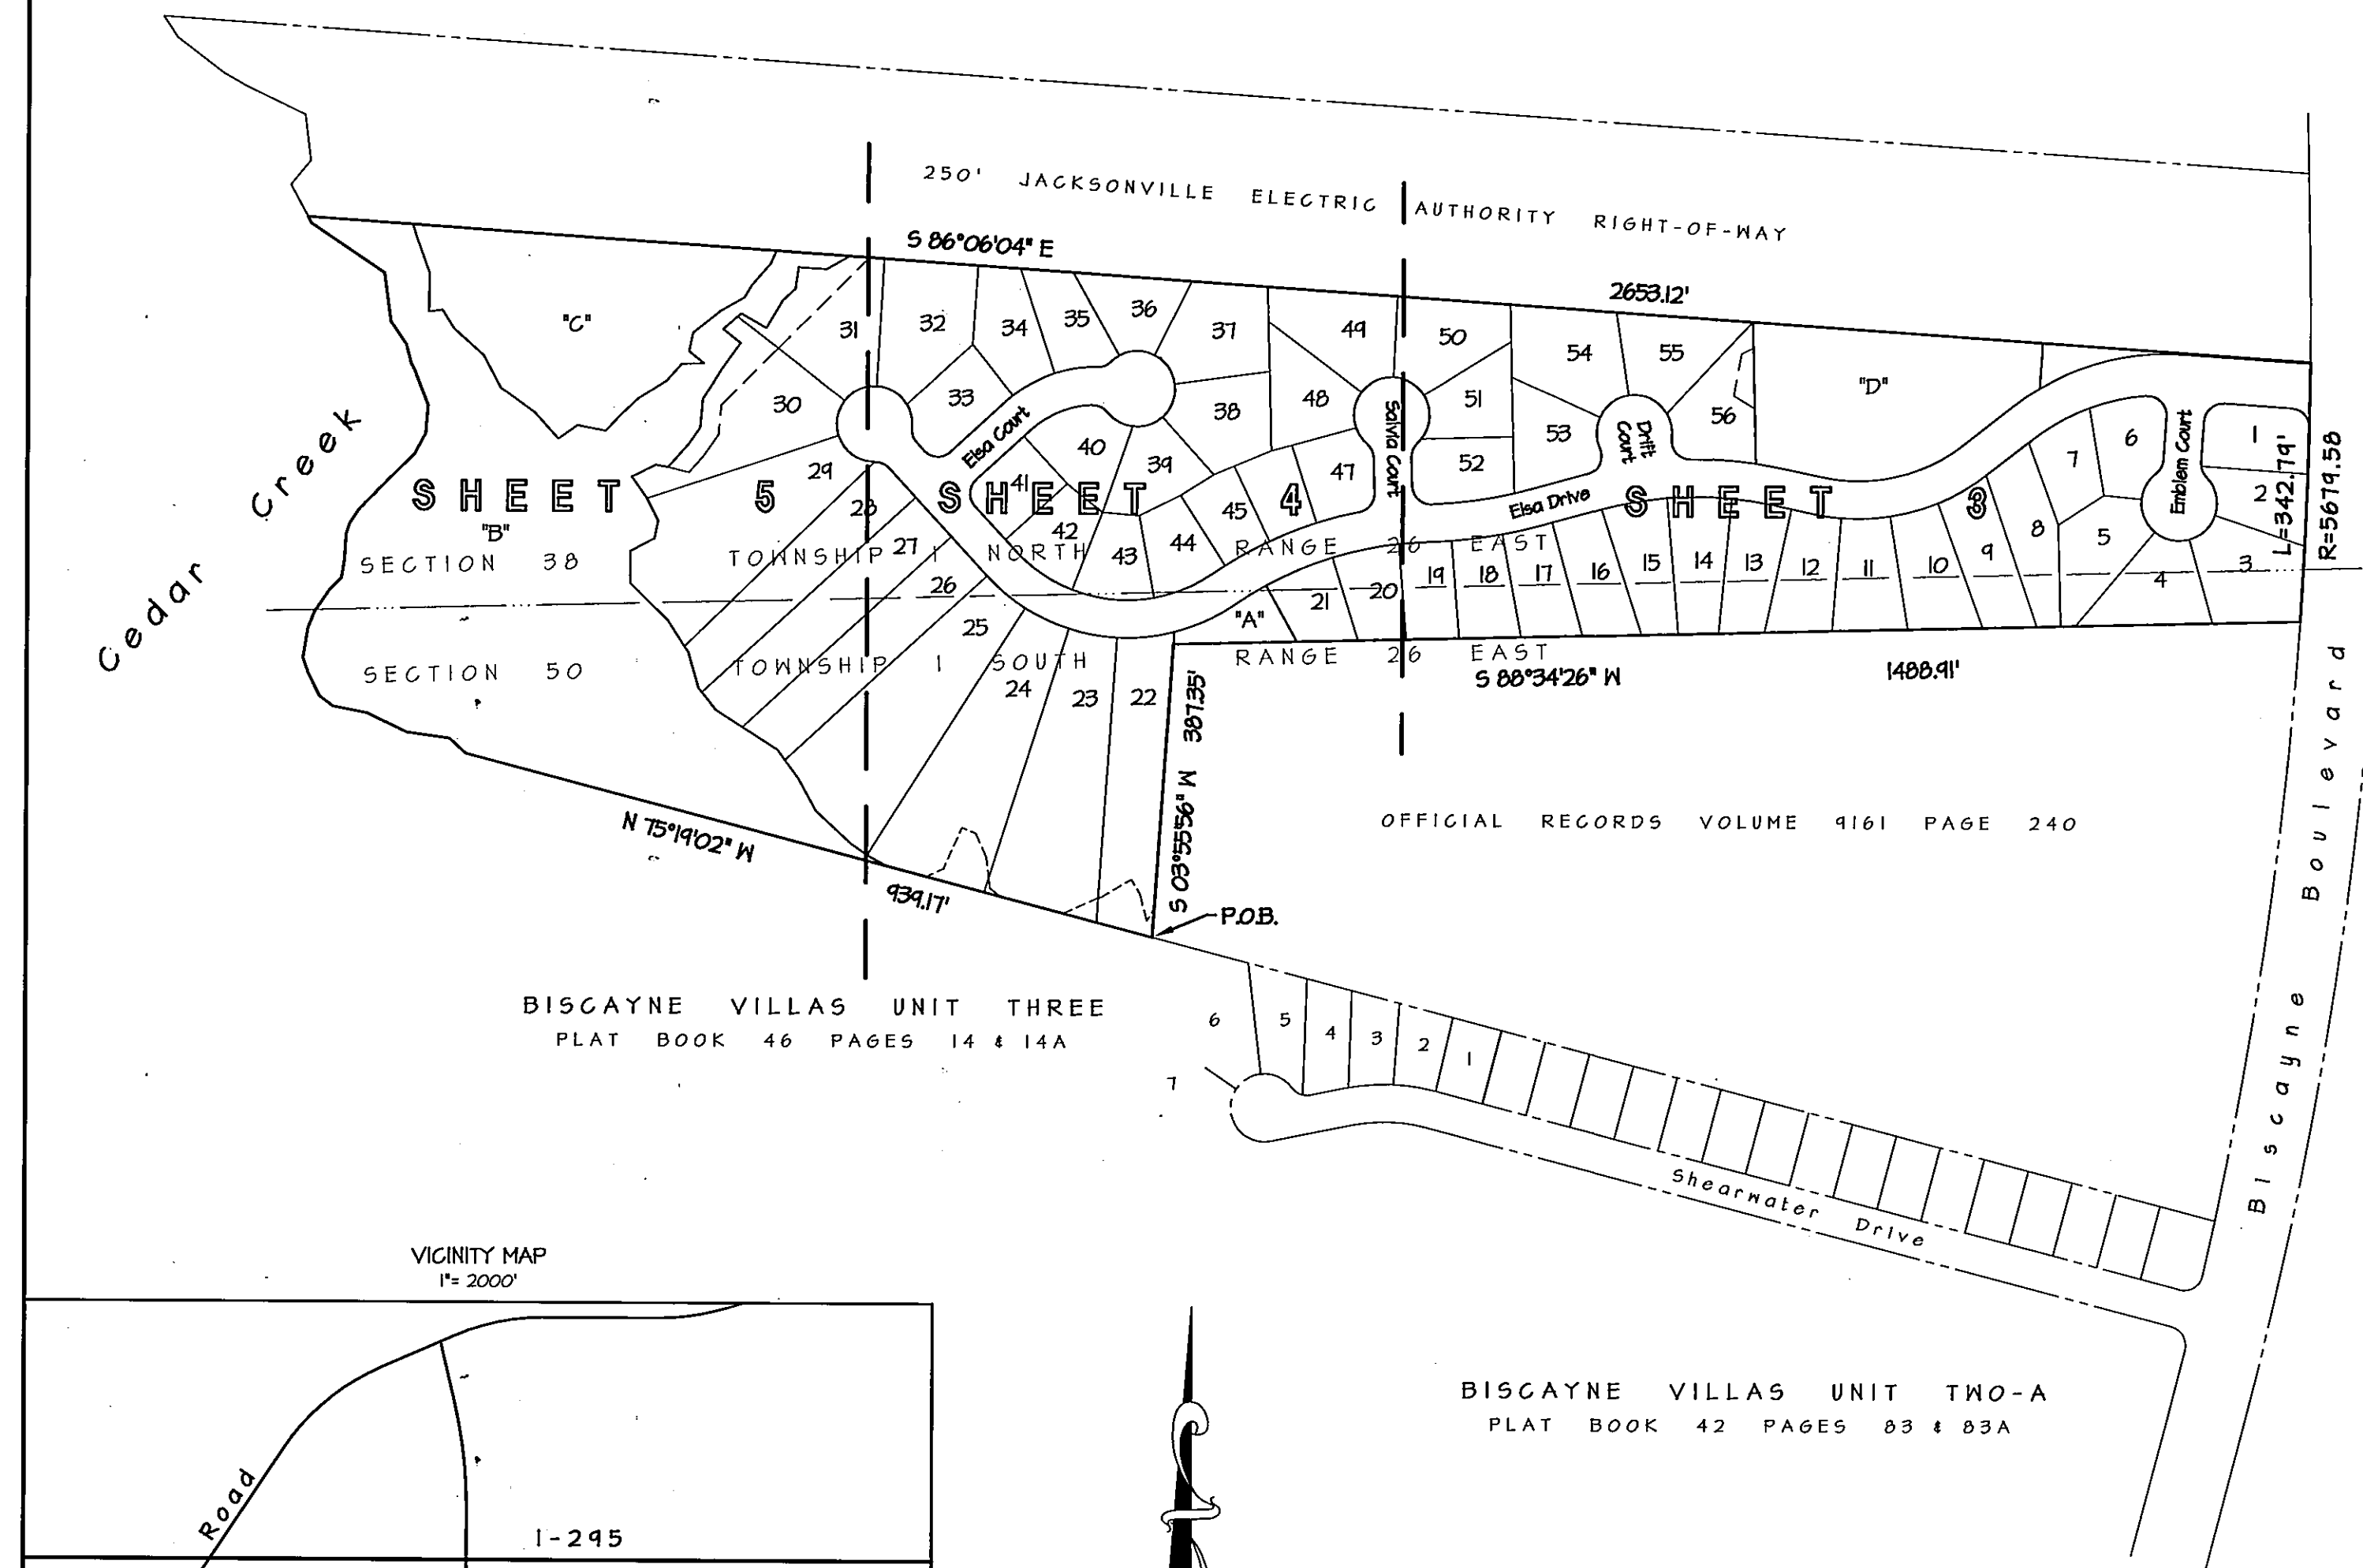 250' JACKSONVILLE ELECTRIC AUTHORITY RIGHT-OF-WAY
S 86°06'04" E
2653.12'
"C"
31
32
34
35
36
37
49
50
54
55
"D"
30
33
38
48
51
53
56
6
1
Elsa Court
Salvia Court
Drift Court
Emblem Court
40
39
41
47
52
7
2
L=342.79'
R=5679.58
Cedar Creek
29
28
SHEET 5
SHEET 4
SHEET 3
"B"
Elsa Drive
45
42
43
44
27
26
8
5
9
10
11
12
13
14
15
16
17
18
19
20
21
4
3
SECTION 38
TOWNSHIP 1 NORTH
RANGE 26 EAST
"A"
25
SECTION 50
TOWNSHIP 1 SOUTH
RANGE 26 EAST
24
23
22
S 88°34'26" W
1488.91'
S 03°55'56" W 387.35'
N 75°19'02" W
939.17'
P.O.B.
OFFICIAL RECORDS VOLUME 9161 PAGE 240
Biscayne Boulevard
BISCAYNE VILLAS UNIT THREE
PLAT BOOK 46 PAGES 14 & 14A
6
5
4
3
2
1
7
Shearwater Drive
VICINITY MAP
1"= 2000'
Road
I-295
BISCAYNE VILLAS UNIT TWO-A
PLAT BOOK 42 PAGES 83 & 83A